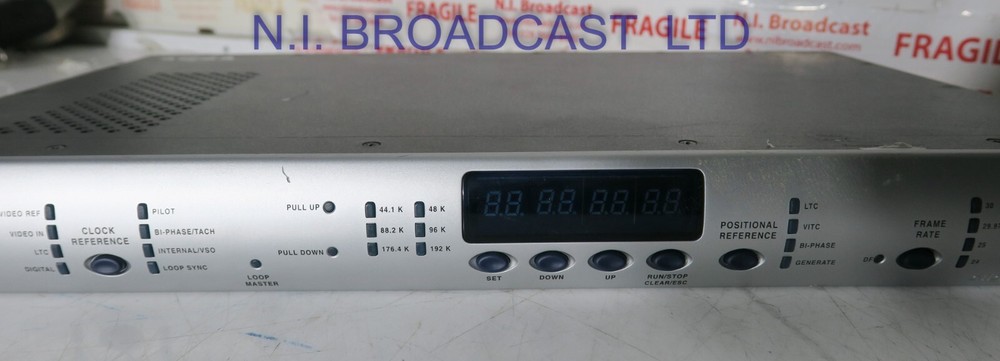 N.I. BROADCAST LTD
FRAGILE
N.I. Broadcast
www.nibroadcast.com
FRAGILE
VIDEO REF
VIDEO IN
LTC
DIGITAL
CLOCK
REFERENCE
PILOT
BI-PHASE/TACH
INTERNAL/VSO
LOOP SYNC
LOOP
MASTER
PULL UP
PULL DOWN
44.1 K
48 K
88.2 K
96 K
176.4 K
192 K
SET
DOWN
UP
RUN/STOP
CLEAR/ESC
POSITIONAL
REFERENCE
LTC
VITC
BI-PHASE
GENERATE
DF
FRAME
RATE
30
25
24